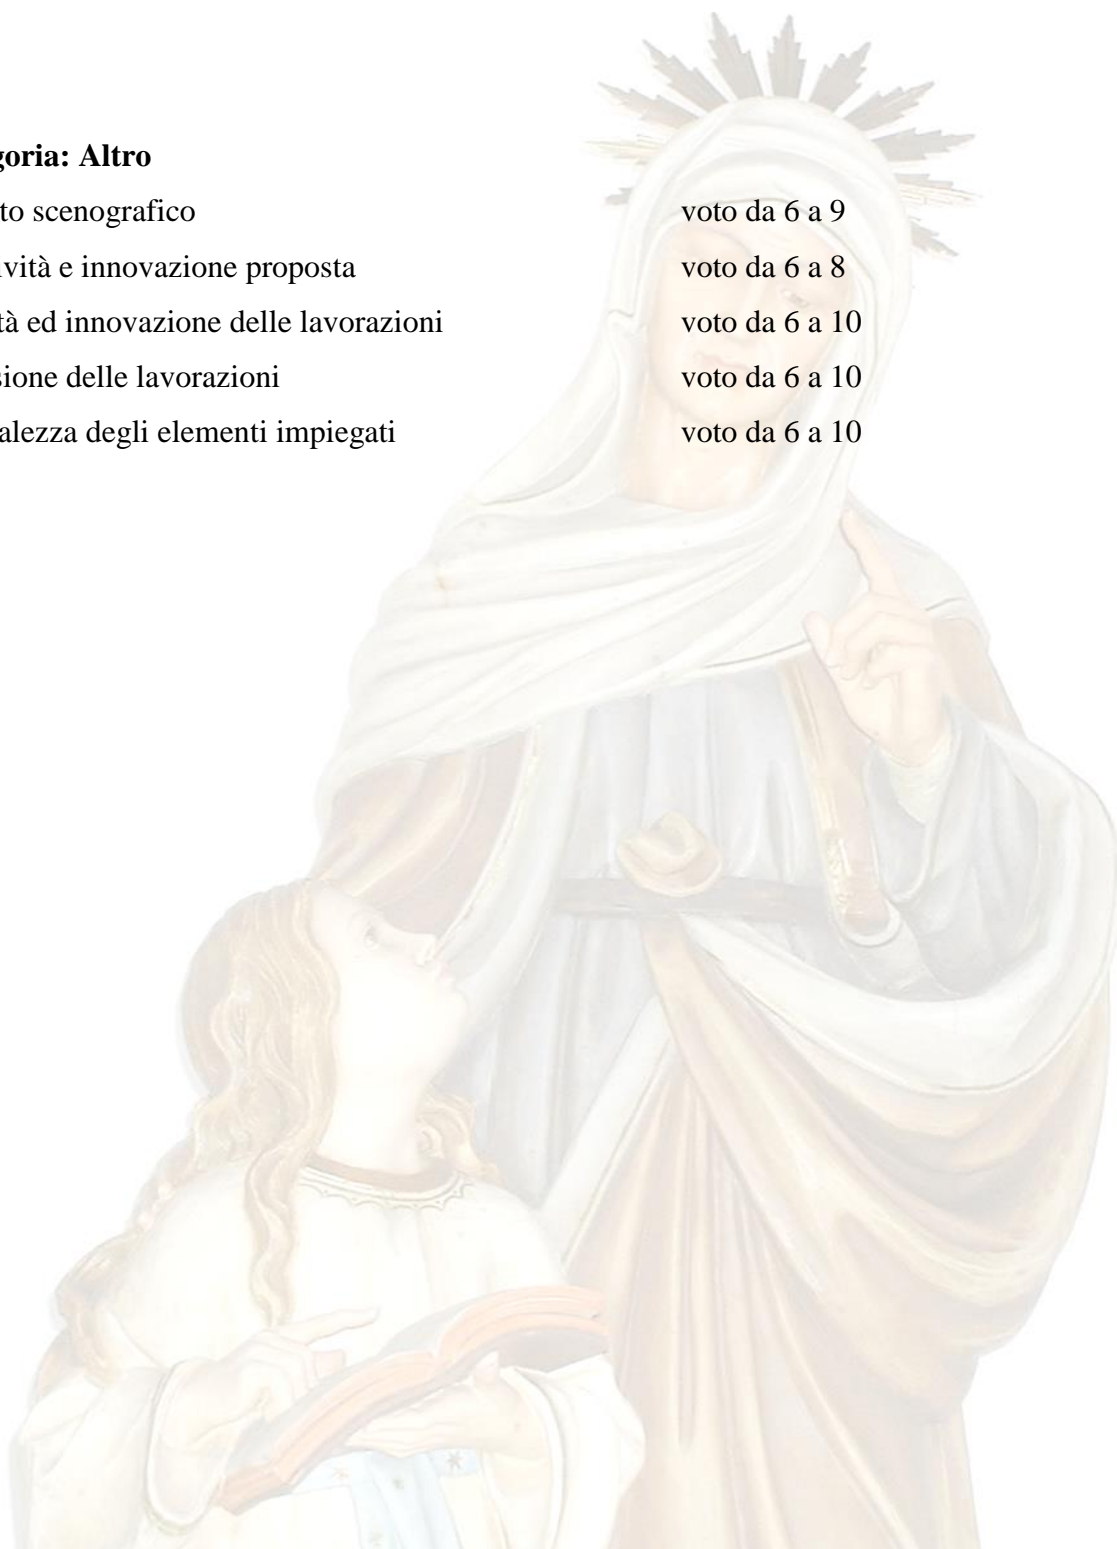 goria: Altro
to scenografico voto da 6 a 9
vità e innovazione proposta voto da 6 a 8
tà ed innovazione delle lavorazioni voto da 6 a 10
sione delle lavorazioni voto da 6 a 10
alezza degli elementi impiegati voto da 6 a 10